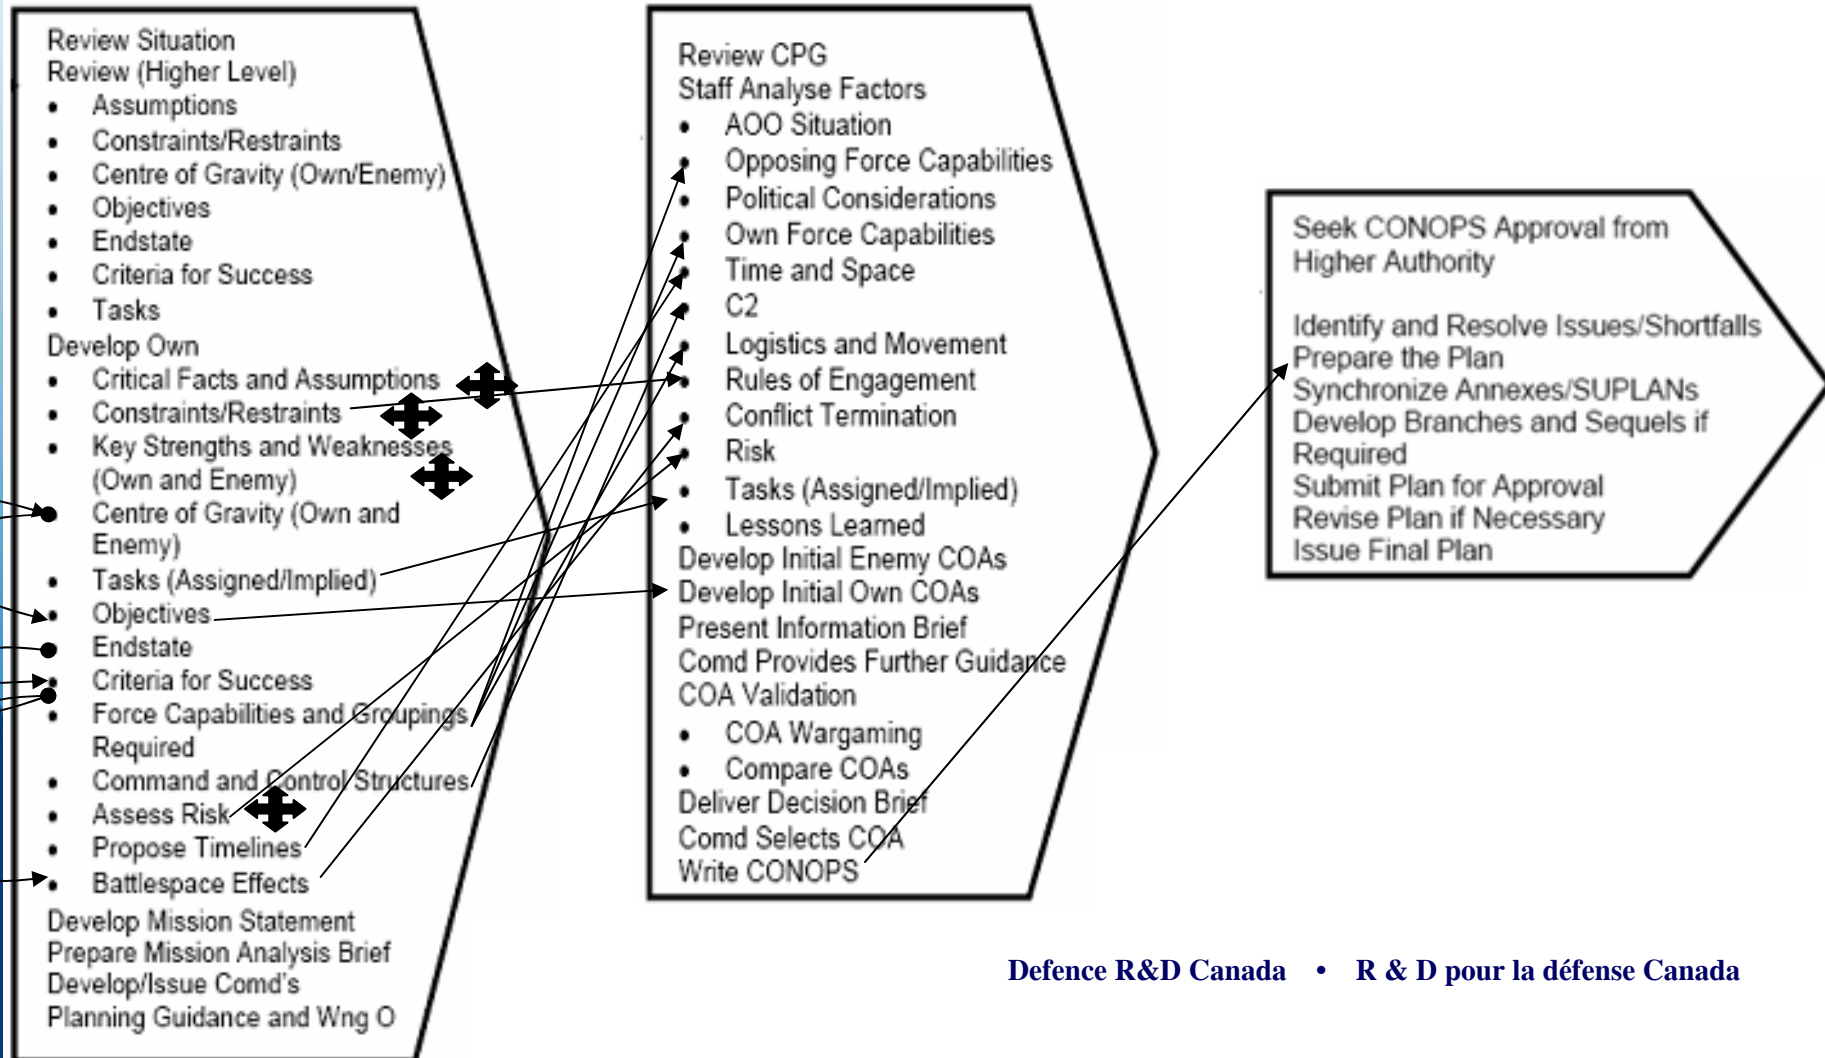 Review Situation
Review (Higher Level)
• Assumptions
• Constraints/Restraints
• Centre of Gravity (Own/Enemy)
• Objectives
• Endstate
• Criteria for Success
• Tasks
Develop Own
• Critical Facts and Assumptions
• Constraints/Restraints
• Key Strengths and Weaknesses
(Own and Enemy)
• Centre of Gravity (Own and
Enemy)
• Tasks (Assigned/Implied)
• Objectives
• Endstate
• Criteria for Success
• Force Capabilities and Groupings
Required
• Command and Control Structures
• Assess Risk
• Propose Timelines
• Battlespace Effects
Develop Mission Statement
Prepare Mission Analysis Brief
Develop/Issue Comd's
Planning Guidance and Wng O
Review CPG
Staff Analyse Factors
• AOO Situation
• Opposing Force Capabilities
• Political Considerations
• Own Force Capabilities
• Time and Space
• C2
• Logistics and Movement
• Rules of Engagement
• Conflict Termination
• Risk
• Tasks (Assigned/Implied)
• Lessons Learned
Develop Initial Enemy COAs
Develop Initial Own COAs
Present Information Brief
Comd Provides Further Guidance
COA Validation
• COA Wargaming
• Compare COAs
Deliver Decision Brief
Comd Selects COA
Write CONOPS
Seek CONOPS Approval from
Higher Authority
Identify and Resolve Issues/Shortfalls
Prepare the Plan
Synchronize Annexes/SUPLANs
Develop Branches and Sequels if
Required
Submit Plan for Approval
Revise Plan if Necessary
Issue Final Plan
Defence R&D Canada • R & D pour la défense Canada